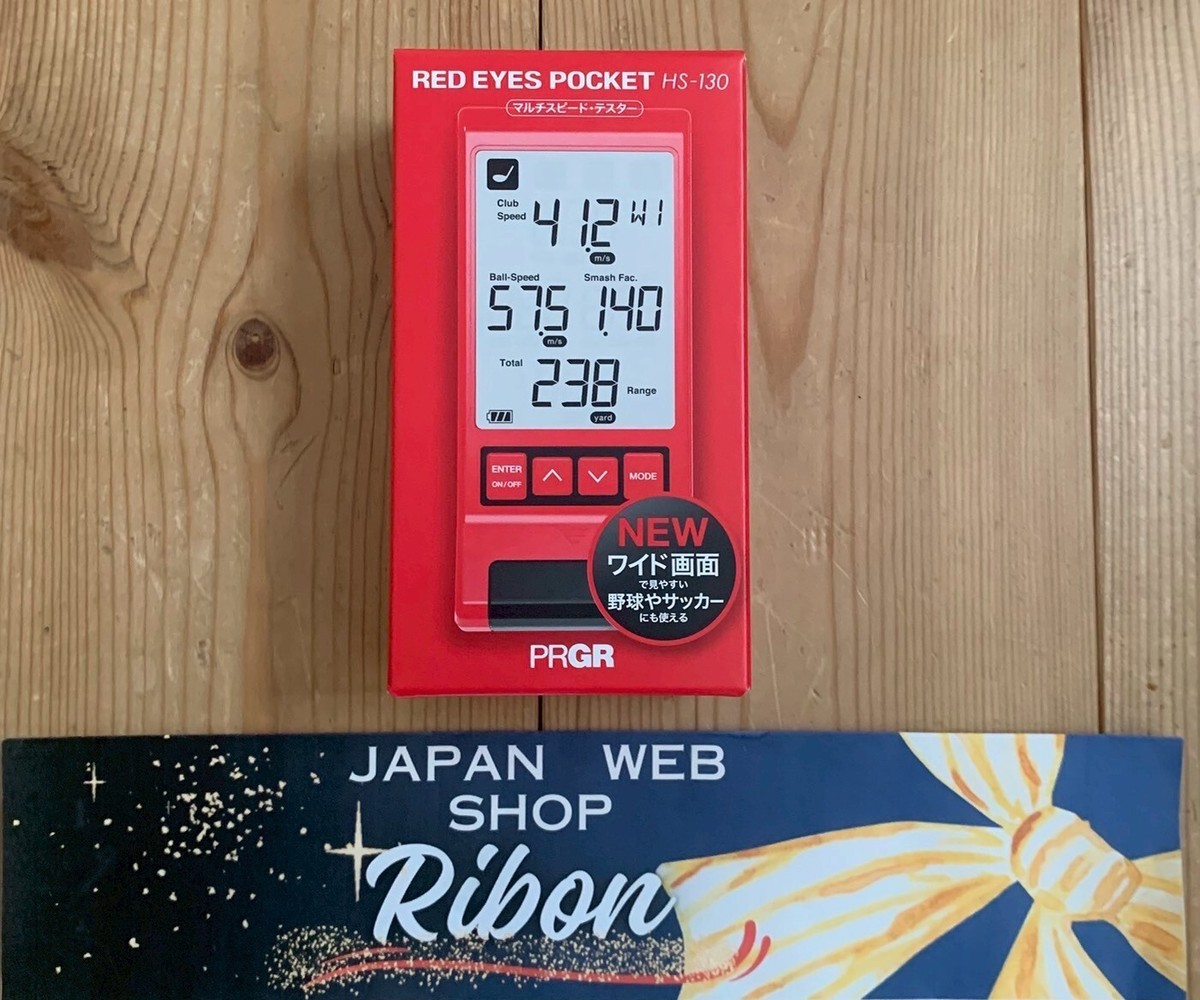 RED EYES POCKET HS-130
マルチスピード・テスター
Club
Speed
41.2 W1
m/s
Ball-Speed Smash Fac.
57.5 1.40
m/s
Total
238
Range
yard
ENTER
ON/OFF
MODE
NEW
ワイド画面
で見やすい
野球やサッカー
にも使える
PRGR
JAPAN WEB
SHOP
Ribon